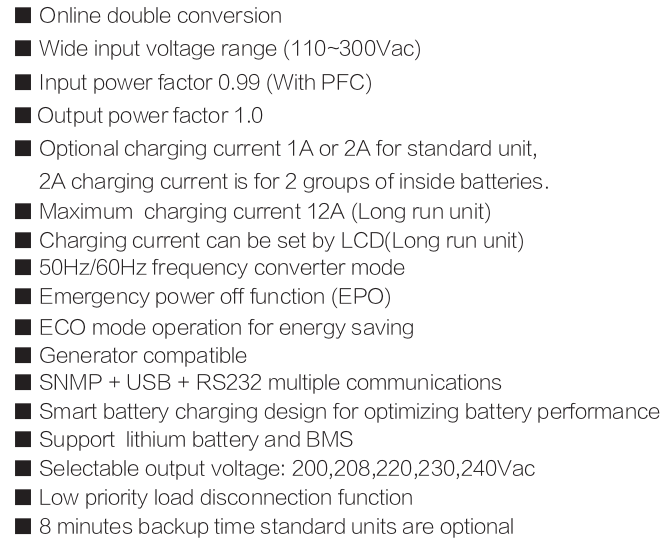 ■ Online double conversion
■ Wide input voltage range (110~300Vac)
■ Input power factor 0.99 (With PFC)
■ Output power factor 1.0
■ Optional charging current 1A or 2A for standard unit,
2A charging current is for 2 groups of inside batteries.
■ Maximum  charging current 12A (Long run unit)
■ Charging current can be set by LCD(Long run unit)
■ 50Hz/60Hz frequency converter mode
■ Emergency power off function (EPO)
■ ECO mode operation for energy saving
■ Generator compatible
■ SNMP + USB + RS232 multiple communications
■ Smart battery charging design for optimizing battery performance
■ Support  lithium battery and BMS
■ Selectable output voltage: 200,208,220,230,240Vac
■ Low priority load disconnection function
■ 8 minutes backup time standard units are optional